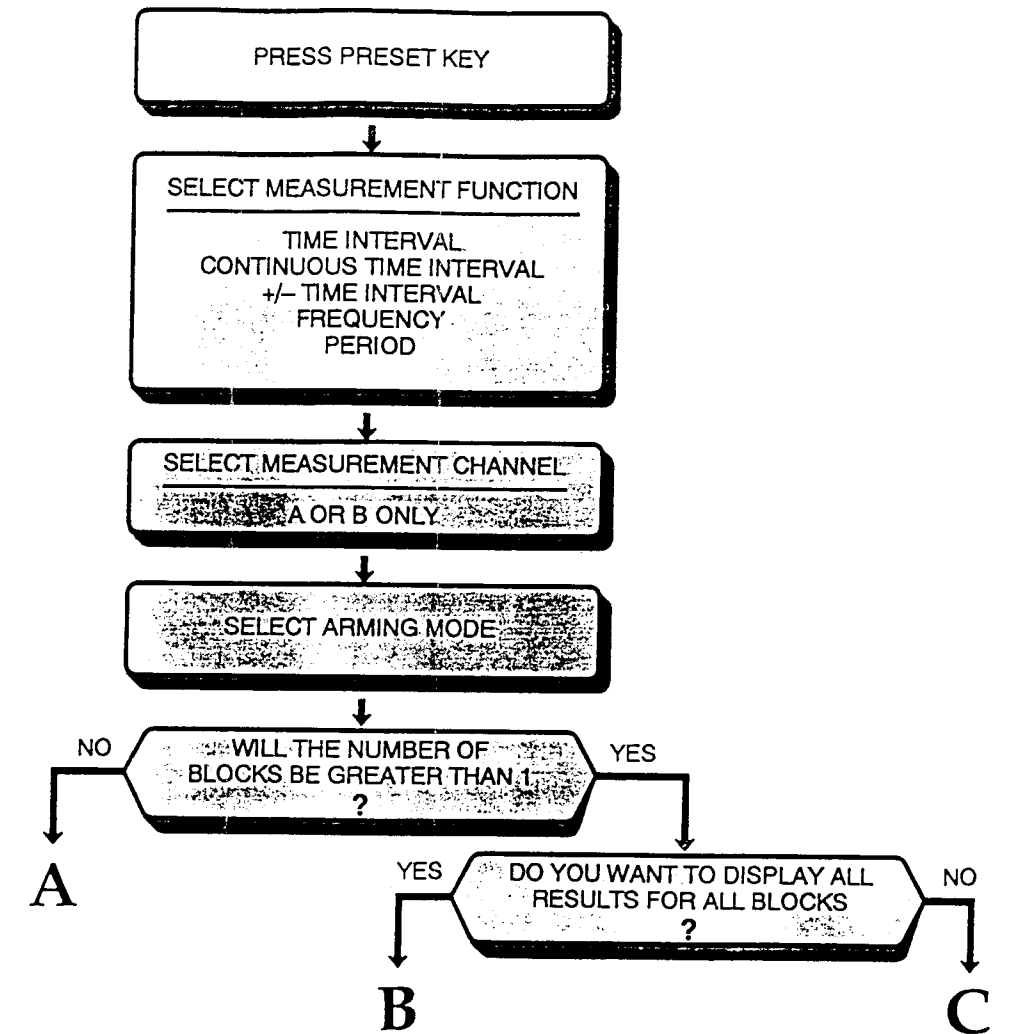 PRESS PRESET KEY
SELECT MEASUREMENT FUNCTION
TIME INTERVAL
CONTINUOUS TIME INTERVAL
+/– TIME INTERVAL
FREQUENCY
PERIOD
SELECT MEASUREMENT CHANNEL
A OR B ONLY
SELECT ARMING MODE
NO
WILL THE NUMBER OF
BLOCKS BE GREATER THAN 1
?
YES
A
YES
DO YOU WANT TO DISPLAY ALL
RESULTS FOR ALL BLOCKS
?
NO
B
C